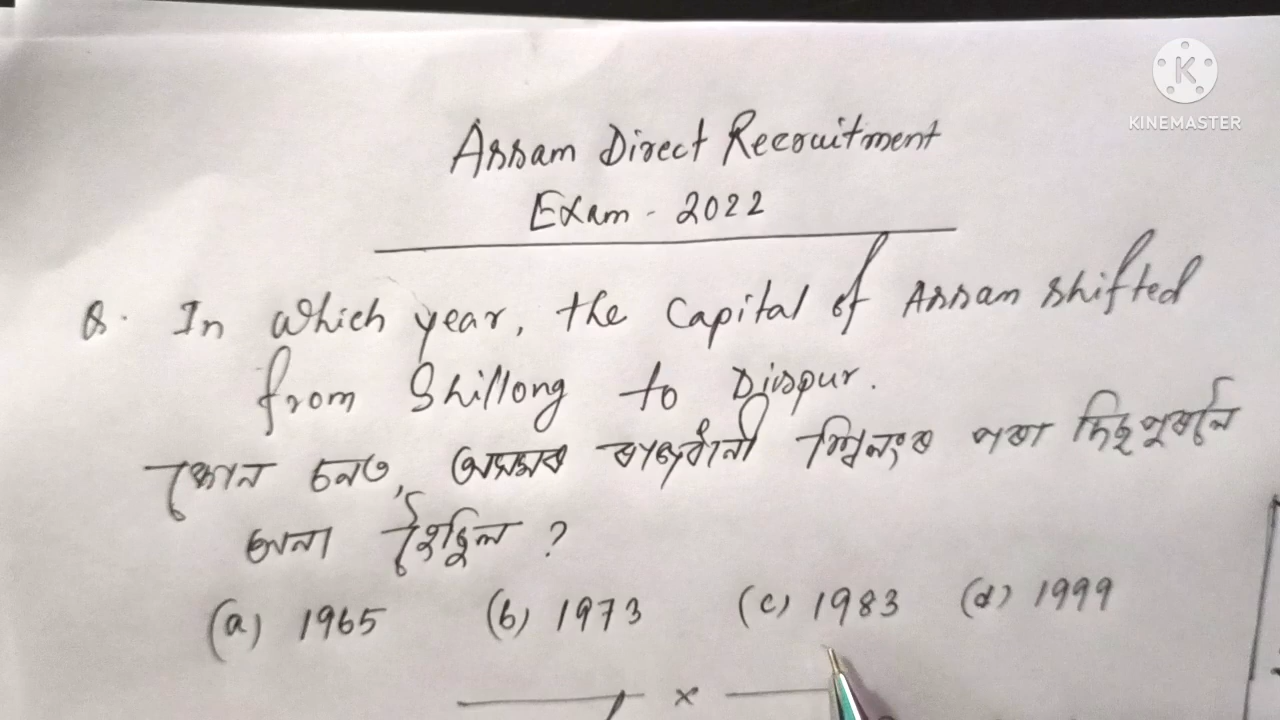 KINEMASTER
Assam Direct Recruitment
Exam - 2022
Q. In which year, the Capital of Assam shifted
from Shillong to Dispur.
কোন চনত, অসমৰ ৰাজধানী শ্বিলংৰ পৰা দিছপুৰলৈ
অনা হৈছিল ?
(a) 1965 (b) 1973 (c) 1983 (d) 1999
x